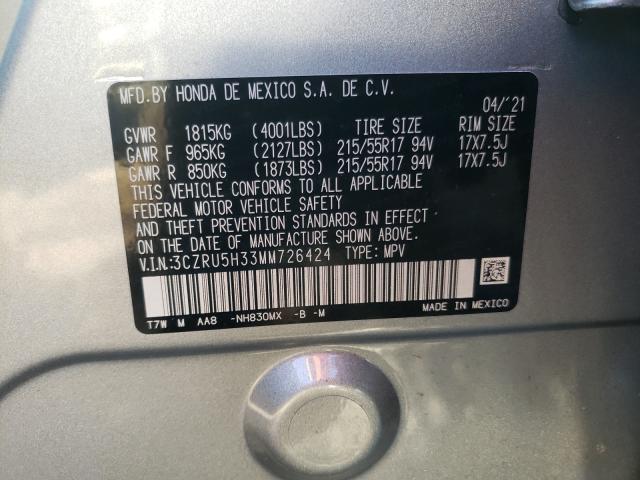 MFD.BY HONDA DE MEXICO S.A. DE C.V.
04/'21
GVWR 1815KG (4001LBS) TIRE SIZE RIM SIZE
GAWR F 965KG (2127LBS) 215/55R17 94V 17X7.5J
GAWR R 850KG (1873LBS) 215/55R17 94V 17X7.5J
THIS VEHICLE CONFORMS TO ALL APPLICABLE
FEDERAL MOTOR VEHICLE SAFETY
AND THEFT PREVENTION STANDARDS IN EFFECT
ON THE DATE OF MANUFACTURE SHOWN ABOVE.
V.I.N.:3CZRU5H33MM726424 TYPE: MPV
T7W M AA8 -NH830MX -B -M MADE IN MEXICO